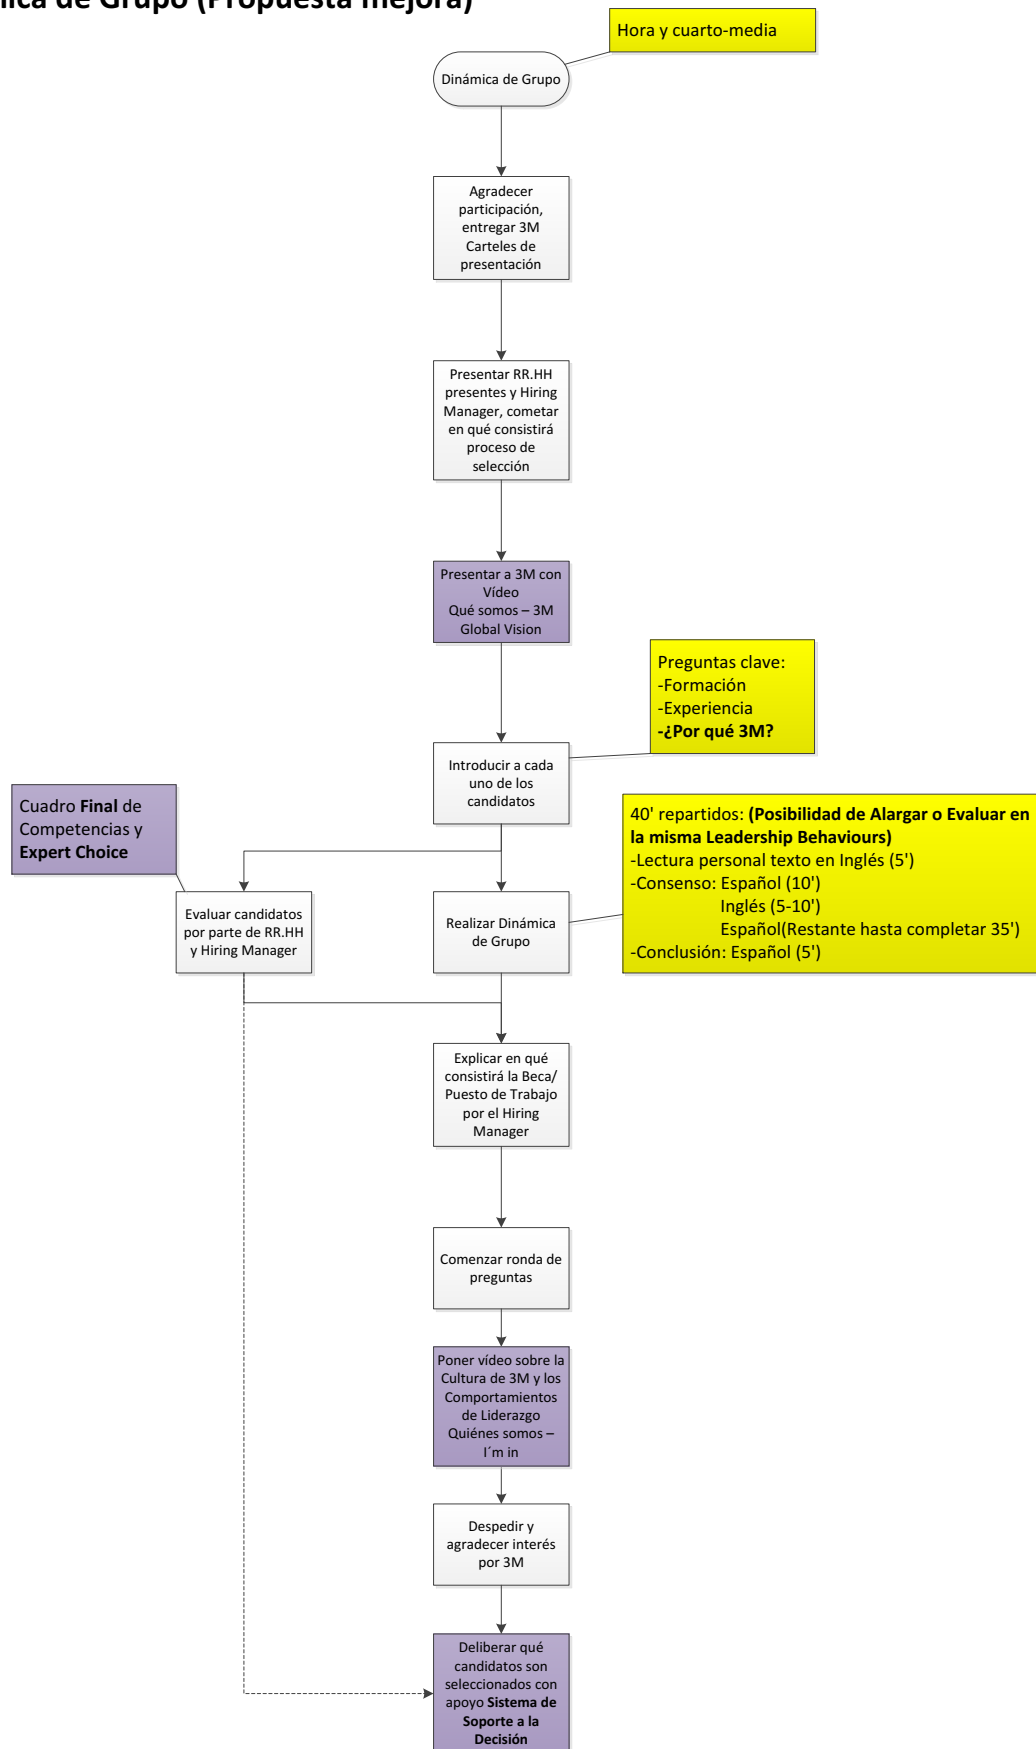 ica de Grupo (Propuesta mejora)
Hora y cuarto-media
Dinámica de Grupo
Agradecer
participación,
entregar 3M
Carteles de
presentación
Presentar RR.HH
presentes y Hiring
Manager, cometar
en qué consistirá
proceso de
selección
Presentar a 3M con
Vídeo
Qué somos – 3M
Global Vision
Preguntas clave:
-Formación
-Experiencia
-¿Por qué 3M?
Introducir a cada
uno de los
candidatos
Cuadro Final de
Competencias y
Expert Choice
40' repartidos: (Posibilidad de Alargar o Evaluar en
la misma Leadership Behaviours)
-Lectura personal texto en Inglés (5')
-Consenso: Español (10')
Inglés (5-10')
Español(Restante hasta completar 35')
-Conclusión: Español (5')
Evaluar candidatos
por parte de RR.HH
y Hiring Manager
Realizar Dinámica
de Grupo
Explicar en qué
consistirá la Beca/
Puesto de Trabajo
por el Hiring
Manager
Comenzar ronda de
preguntas
Poner vídeo sobre la
Cultura de 3M y los
Comportamientos
de Liderazgo
Quiénes somos –
I´m in
Despedir y
agradecer interés
por 3M
Deliberar qué
candidatos son
seleccionados con
apoyo Sistema de
Soporte a la
Decisión